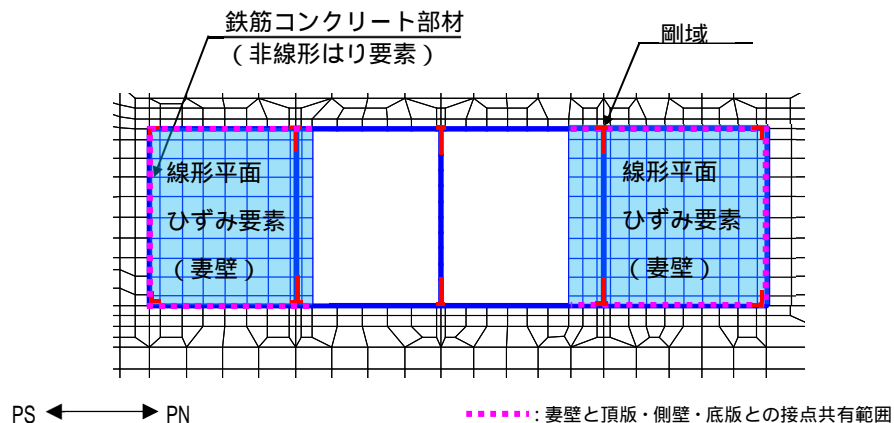 鉄筋コンクリート部材
（非線形はり要素）
剛域
線形平面
ひずみ要素
（妻壁）
線形平面
ひずみ要素
（妻壁）
PS PN
：妻壁と頂版・側壁・底版との接点共有範囲